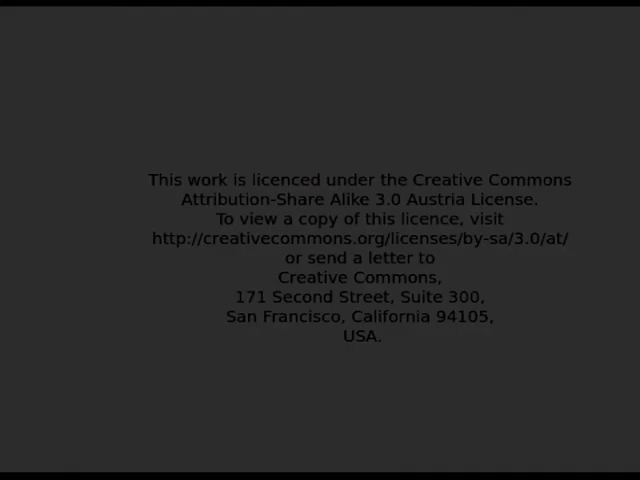 This work is licenced under the Creative Commons
Attribution-Share Alike 3.0 Austria License.
To view a copy of this licence, visit
http://creativecommons.org/licenses/by-sa/3.0/at/
or send a letter to
Creative Commons,
171 Second Street, Suite 300,
San Francisco, California 94105,
USA.